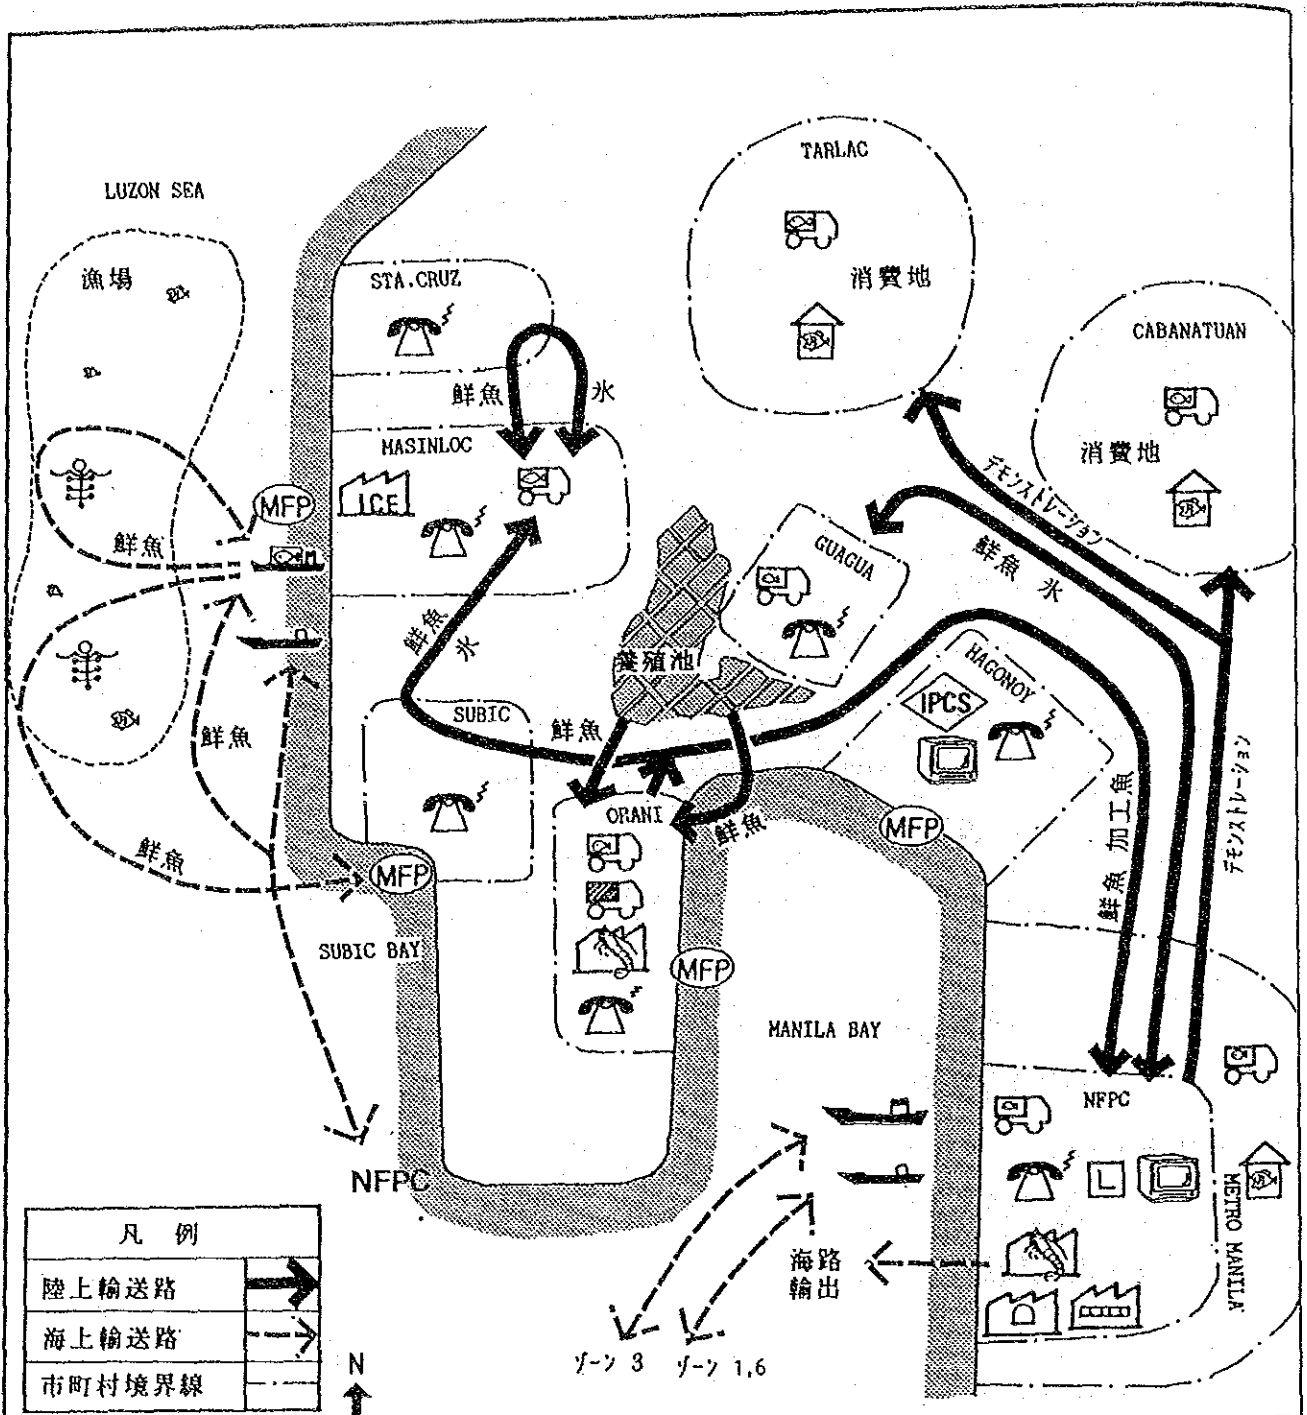 TARLAC
LUZON SEA
漁場
STA.CRUZ
消費地
CABANATUAN
鮮魚
氷
MASINLOC
消費地
デモンストレーション
MFP
ICE
鮮魚
GUAGUA
鮮魚 氷
鮮魚
氷
養殖池
HAGONOY
IPCS
SUBIC
鮮魚
鮮魚
デモンストレーション
ORANI
鮮魚
MFP
鮮魚 加工魚
鮮魚
MFP
SUBIC BAY
MFP
MANILA BAY
NFPC
NFPC
L
METRO MANILA
海路
輸出
凡 例
陸上輸送路
海上輸送路
市町村境界線
N
ゾーン 3
ゾーン 1,6